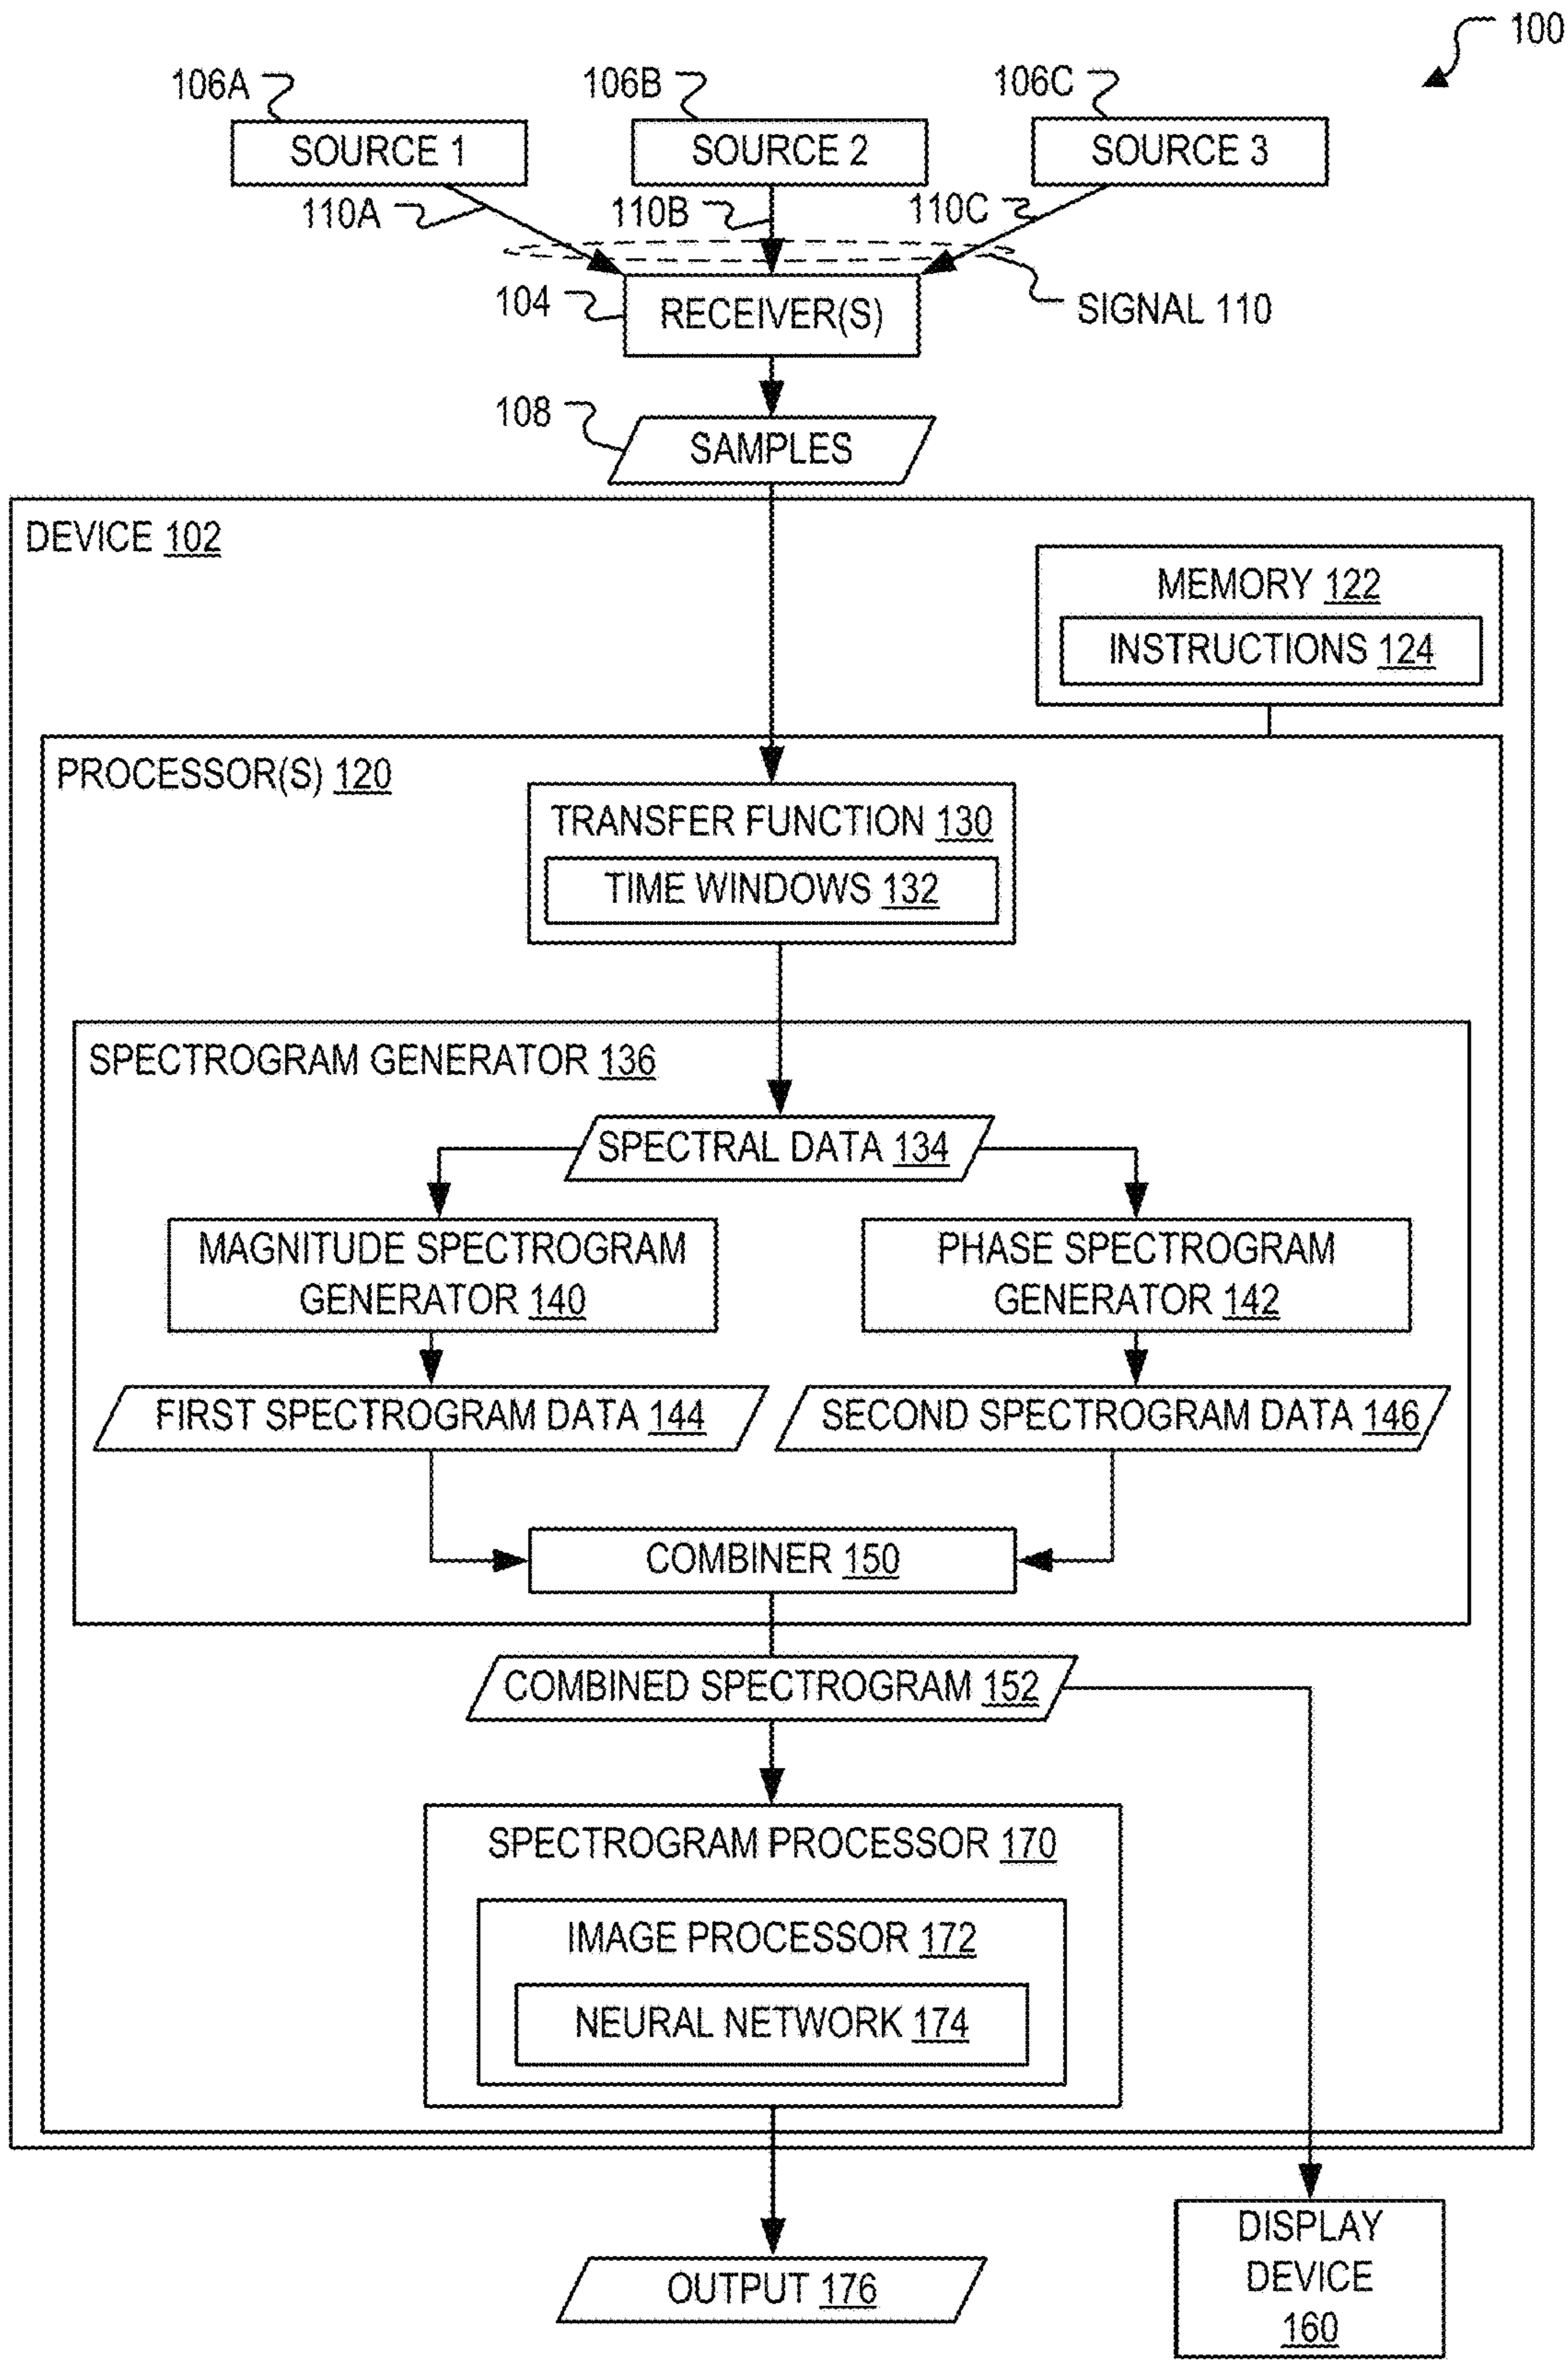 100
106A
106B
106C
SOURCE 1
SOURCE 2
SOURCE 3
110A
110B
110C
104
RECEIVER(S)
SIGNAL 110
108
SAMPLES
DEVICE 102
MEMORY 122
INSTRUCTIONS 124
PROCESSOR(S) 120
TRANSFER FUNCTION 130
TIME WINDOWS 132
SPECTROGRAM GENERATOR 136
SPECTRAL DATA 134
MAGNITUDE SPECTROGRAM
GENERATOR 140
PHASE SPECTROGRAM
GENERATOR 142
FIRST SPECTROGRAM DATA 144
SECOND SPECTROGRAM DATA 146
COMBINER 150
COMBINED SPECTROGRAM 152
SPECTROGRAM PROCESSOR 170
IMAGE PROCESSOR 172
NEURAL NETWORK 174
OUTPUT 176
DISPLAY
DEVICE
160